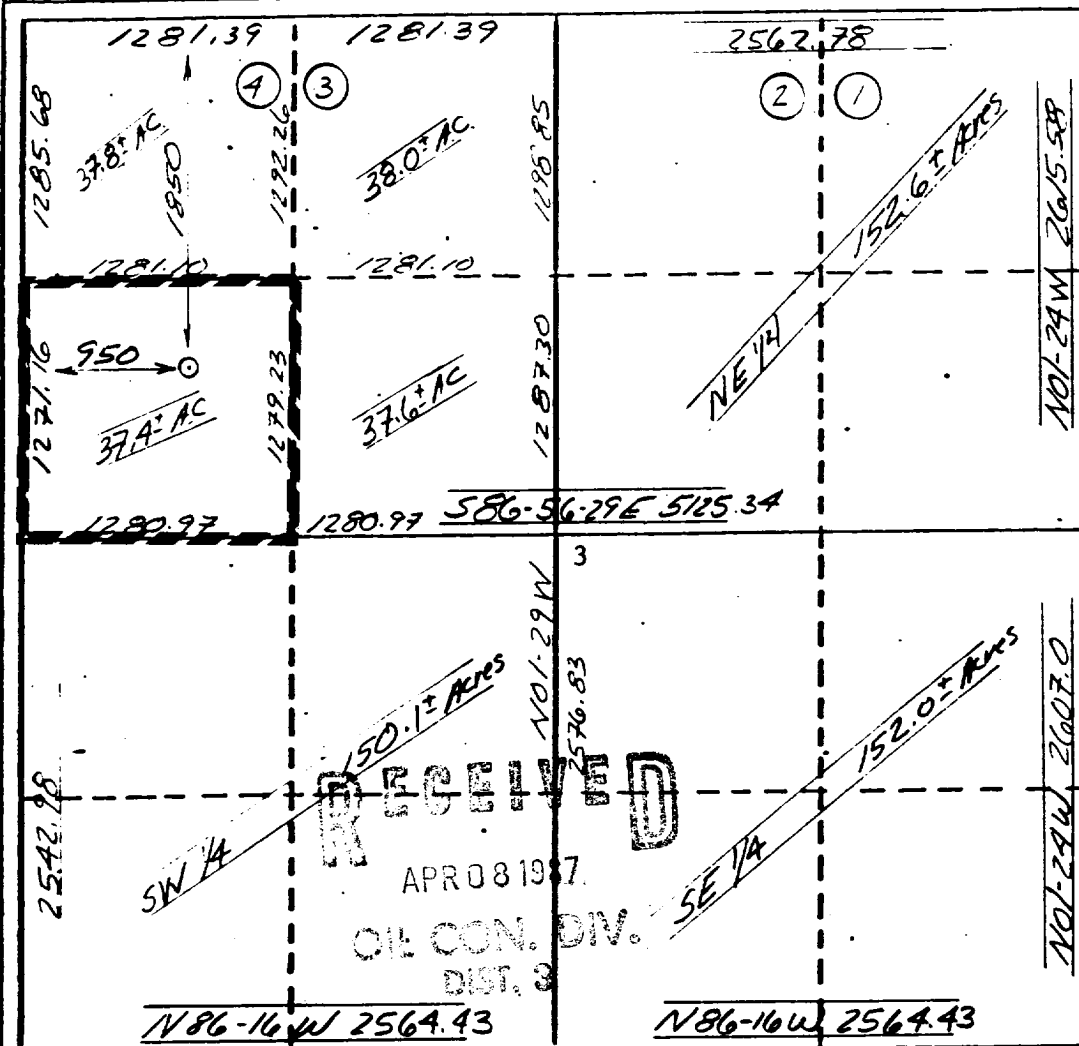 1281.39 1281.39 2562.78
4 3 2 1
1285.68
37.8± AC.
1850
1292.26
38.0± AC.
1298.85
152.6± Acres
NE 1/4
N01-24W 2615.58
1281.10 1281.10
1271.16
950
37.4± AC
1279.23
37.6± AC
1287.30
1280.97 1280.97 S86-56-29E 5125.34
3
N01-29W
2576.83
150.1± Acres
SW 1/4
152.0± Acres
SE 1/4
2542.98
N01-24W 2607.0
RECEIVED
APR 08 1987
OIL CON. DIV.
DIST. 3
N86-16W 2564.43 N86-16W 2564.43